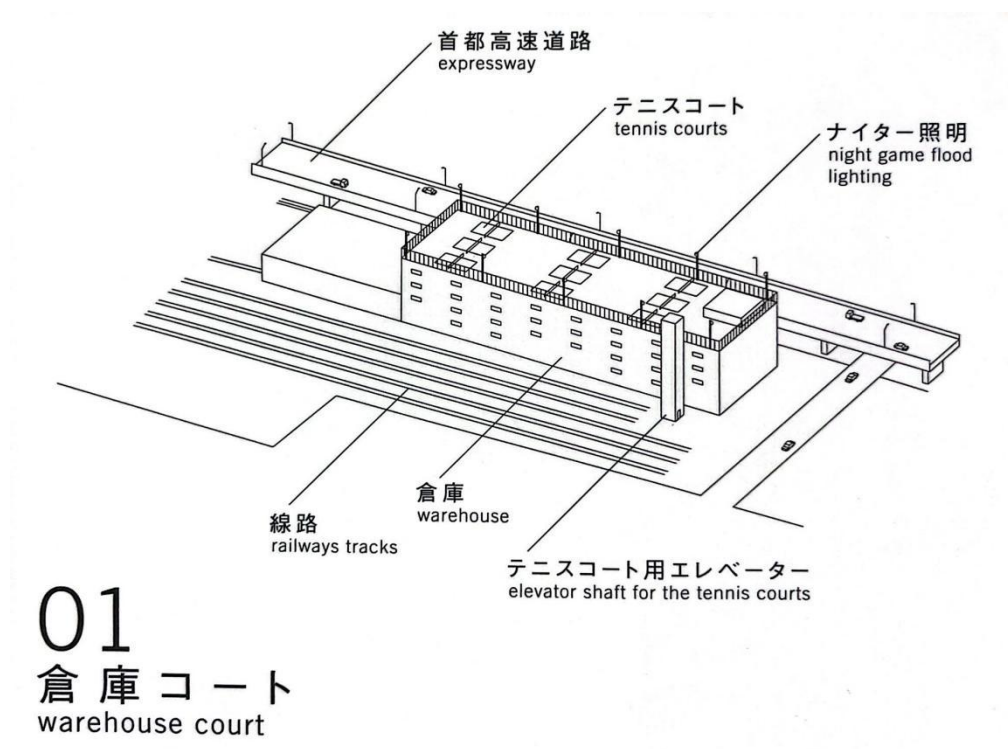 首都高速道路
expressway
テニスコート
tennis courts
ナイター照明
night game flood
lighting
倉庫
warehouse
線路
railways tracks
テニスコート用エレベーター
elevator shaft for the tennis courts
01
倉庫コート
warehouse court